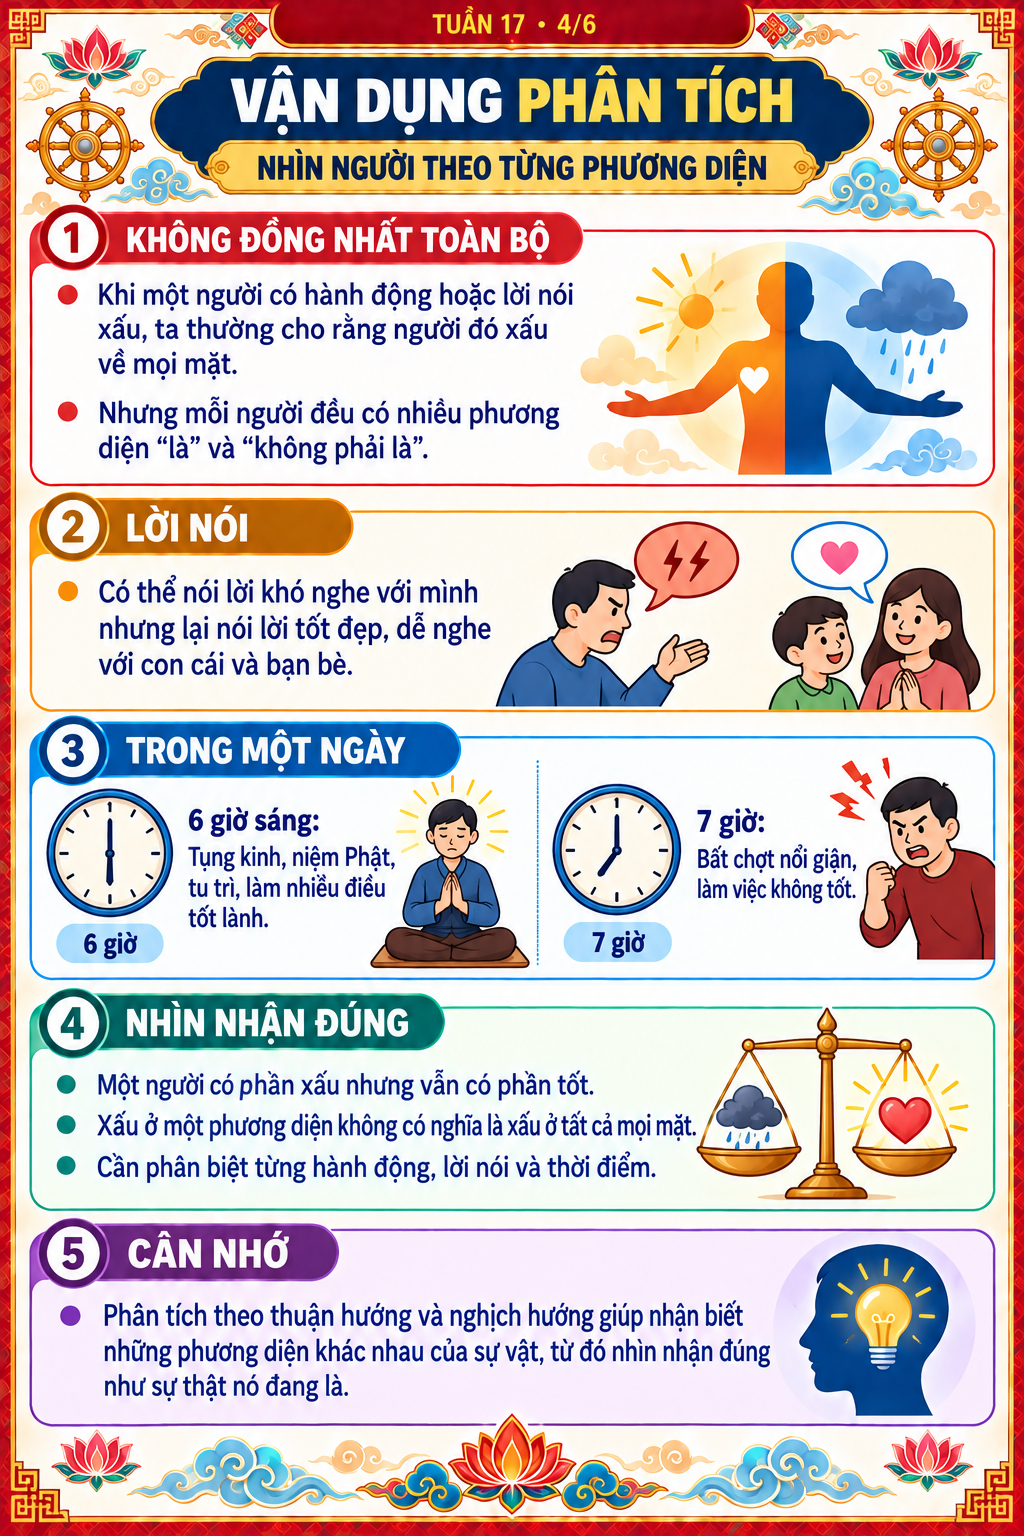 TUẦN 17 • 4/6
VẬN DỤNG PHÂN TÍCH
NHÌN NGƯỜI THEO TỪNG PHƯƠNG DIỆN
1 KHÔNG ĐỒNG NHẤT TOÀN BỘ
Khi một người có hành động hoặc lời nói
xấu, ta thường cho rằng người đó xấu
về mọi mặt.
Nhưng mỗi người đều có nhiều phương
diện “là” và “không phải là”.
2 LỜI NÓI
Có thể nói lời khó nghe với mình
nhưng lại nói lời tốt đẹp, dễ nghe
với con cái và bạn bè.
3 TRONG MỘT NGÀY
6 giờ sáng:
Tụng kinh, niệm Phật,
tu trì, làm nhiều điều
tốt lành.
6 giờ
7 giờ:
Bất chợt nổi giận,
làm việc không tốt.
7 giờ
4 NHÌN NHẬN ĐÚNG
Một người có phần xấu nhưng vẫn có phần tốt.
Xấu ở một phương diện không có nghĩa là xấu ở tất cả mọi mặt.
Cần phân biệt từng hành động, lời nói và thời điểm.
5 CÂN NHỚ
Phân tích theo thuận hướng và nghịch hướng giúp nhận biết
những phương diện khác nhau của sự vật, từ đó nhìn nhận đúng
như sự thật nó đang là.